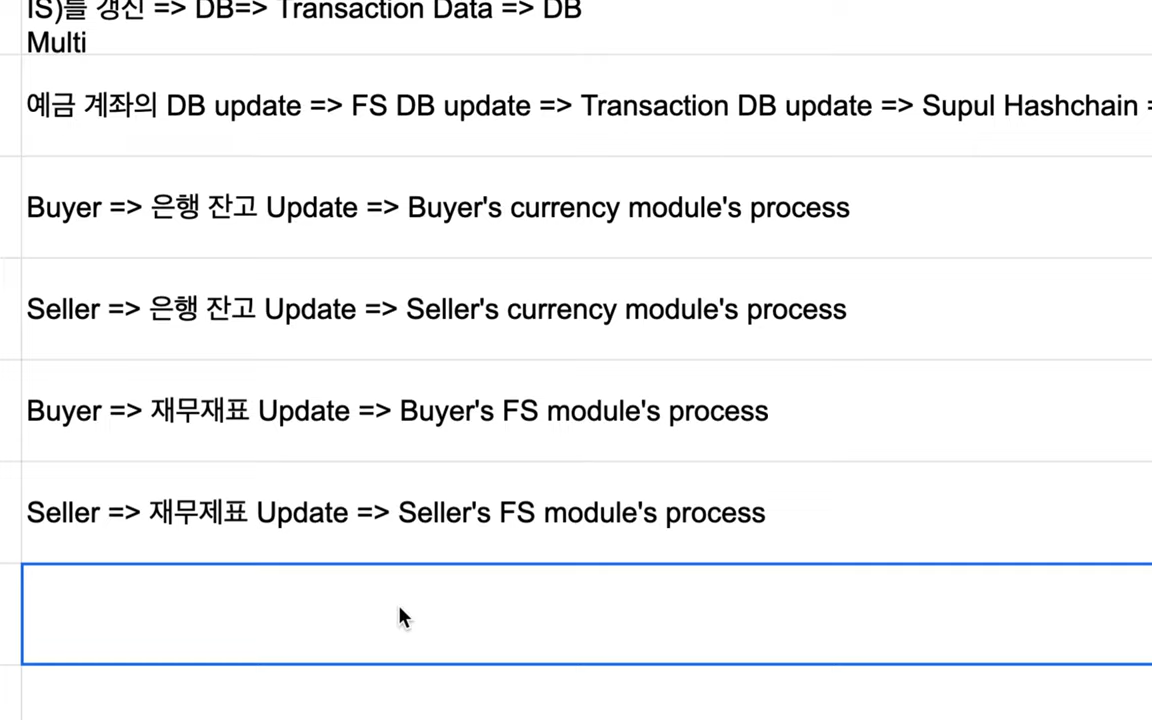 IS)들 갱신 => DB=> Transaction Data => DB
Multi
예금 계좌의 DB update => FS DB update => Transaction DB update => Supul Hashchain =
Buyer => 은행 잔고 Update => Buyer's currency module's process
Seller => 은행 잔고 Update => Seller's currency module's process
Buyer => 재무재표 Update => Buyer's FS module's process
Seller => 재무제표 Update => Seller's FS module's process